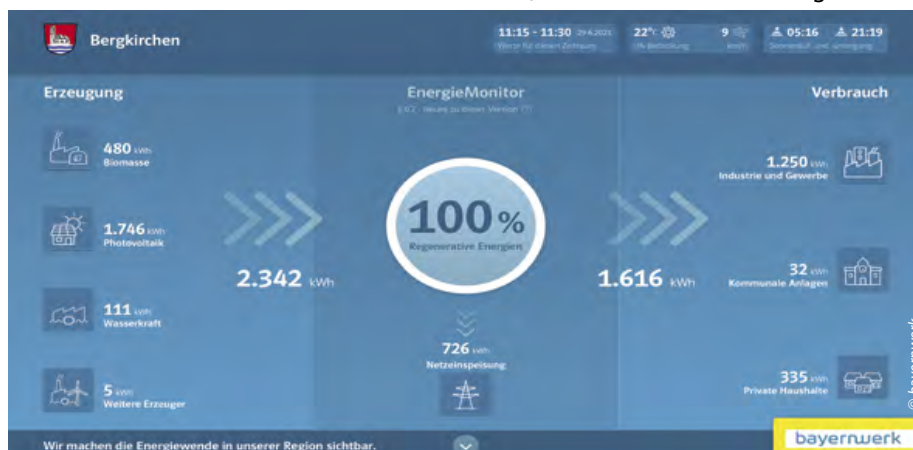 Bergkirchen
11:15 - 11:30 29.6.2023
22°C
9
05:16
21:19
Erzeugung
EnergieMonitor
Verbrauch
480 kWh
Biomasse
1.746 kWh
Photovoltaik
111 kWh
Wasserkraft
5 kWh
Weitere Erzeuger
2.342 kWh
100%
Regenerative Energien
726 kWh
Netzeinspeisung
1.616 kWh
1.250 kWh
Industrie und Gewerbe
32 kWh
Kommunale Anlagen
335 kWh
Private Haushalte
Wir machen die Energiewende in unserer Region sichtbar.
bayernwerk
© bayernwerk